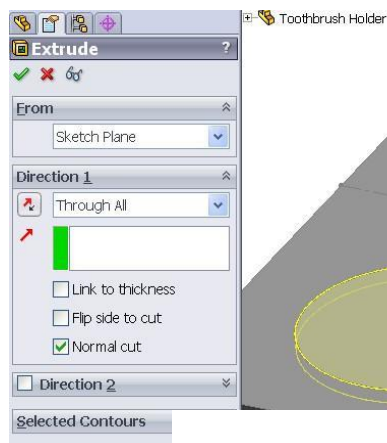 Toothbrush Holder
Extrude ?
From
Sketch Plane
Direction 1
Through All
Link to thickness
Flip side to cut
Normal cut
Direction 2
Selected Contours